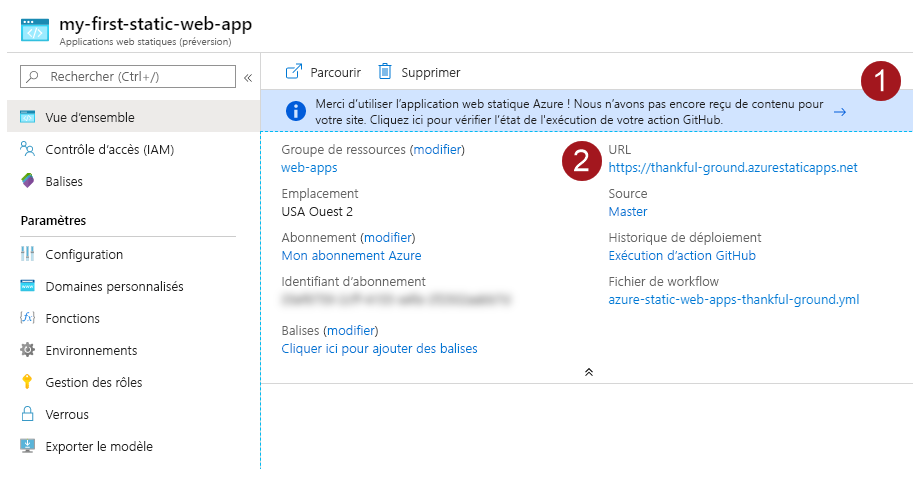 my-first-static-web-app
Applications web statiques (préversion)
Rechercher (Ctrl+/)
«
Vue d'ensemble
Contrôle d'accès (IAM)
Balises
Paramètres
Configuration
Domaines personnalisés
Fonctions
Environnements
Gestion des rôles
Verrous
Exporter le modèle
Parcourir
Supprimer
1
Merci d'utiliser l'application web statique Azure ! Nous n'avons pas encore reçu de contenu pour
votre site. Cliquez ici pour vérifier l'état de l'exécution de votre action GitHub.
Groupe de ressources (modifier)
web-apps
Emplacement
USA Ouest 2
Abonnement (modifier)
Mon abonnement Azure
Identifiant d'abonnement
Balises (modifier)
Cliquer ici pour ajouter des balises
2
URL
https://thankful-ground.azurestaticapps.net
Source
Master
Historique de déploiement
Exécution d'action GitHub
Fichier de workflow
azure-static-web-apps-thankful-ground.yml